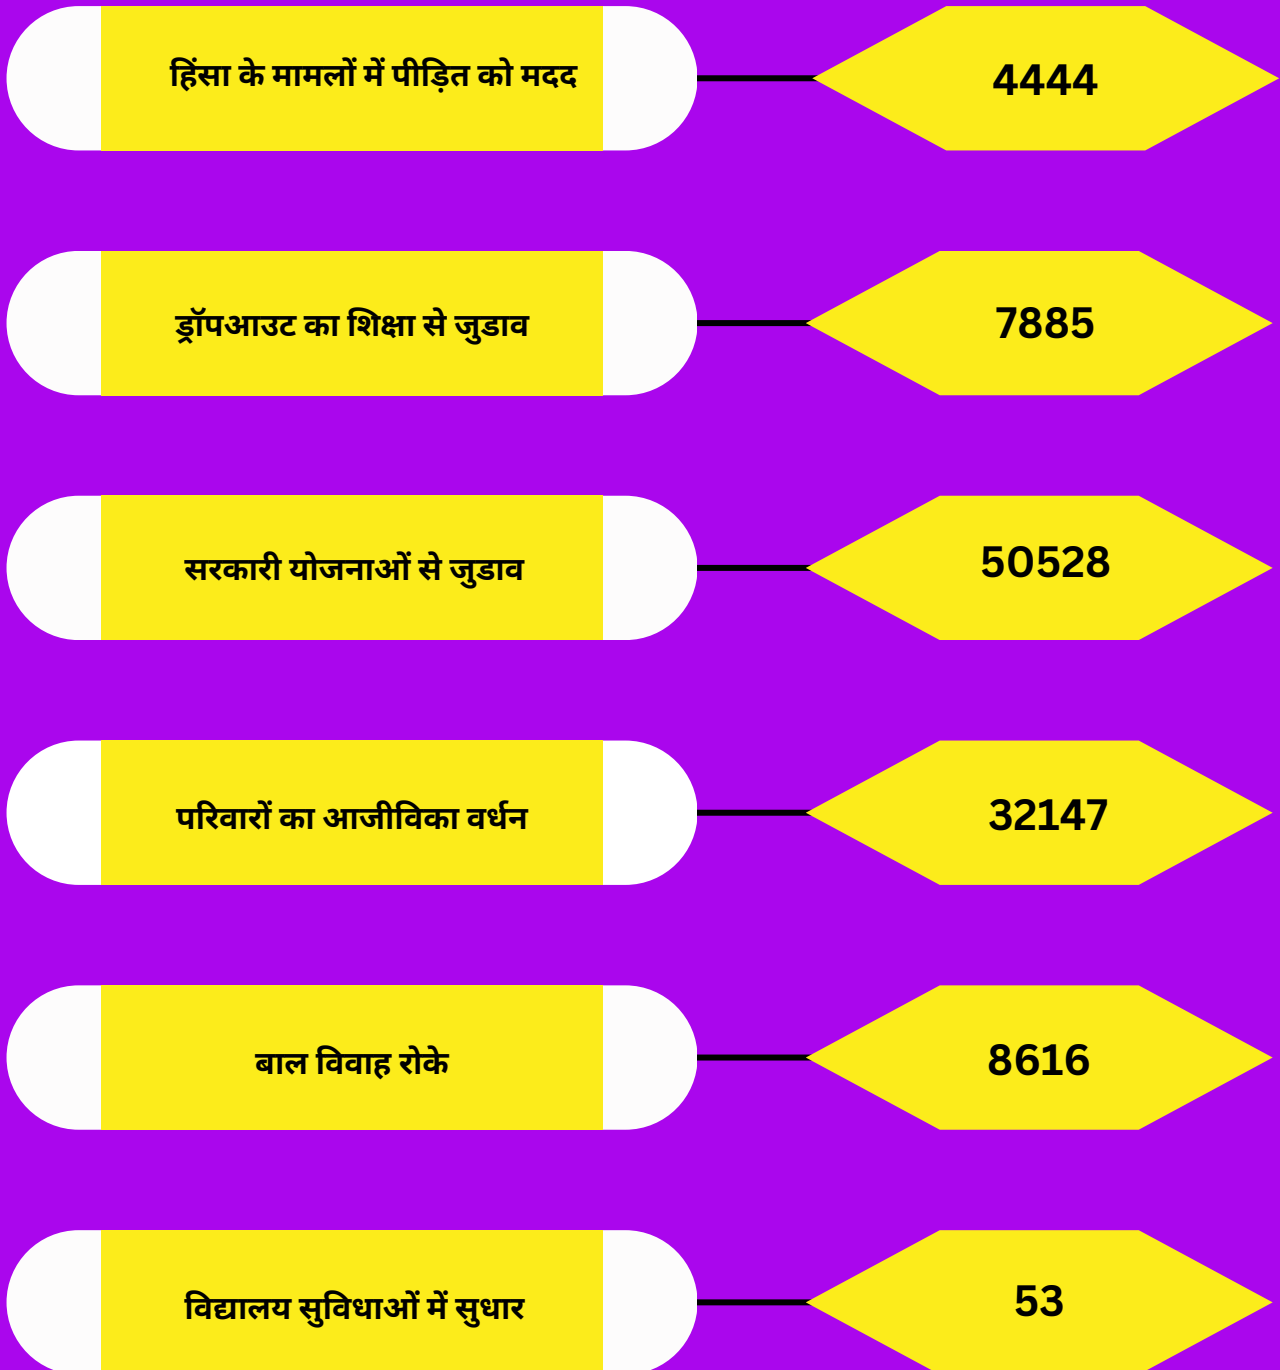 हिंसा के मामलों में पीड़ित को मदद 4444
ड्रॉपआउट का शिक्षा से जुडाव 7885
सरकारी योजनाओं से जुडाव 50528
परिवारों का आजीविका वर्धन 32147
बाल विवाह रोके 8616
विद्यालय सुविधाओं में सुधार 53